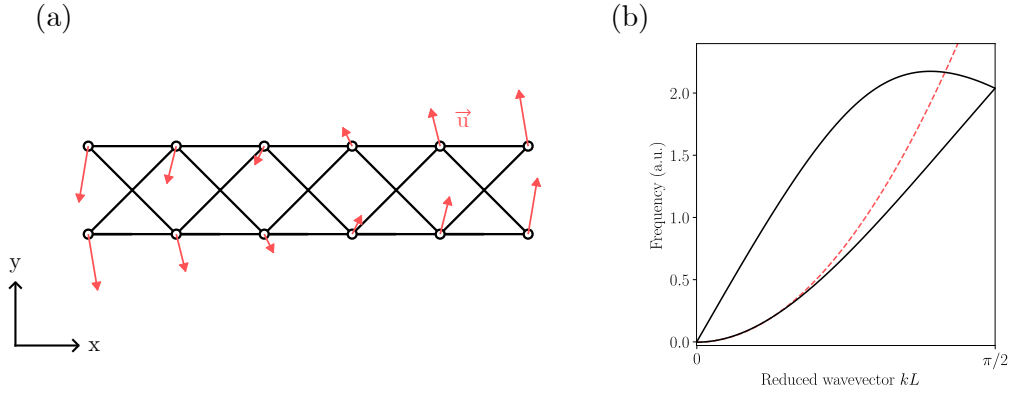 (a)
u
y
x
(b)
Frequency (a.u.)
2.0
1.5
1.0
0.5
0.0
0
π/2
Reduced wavevector kL